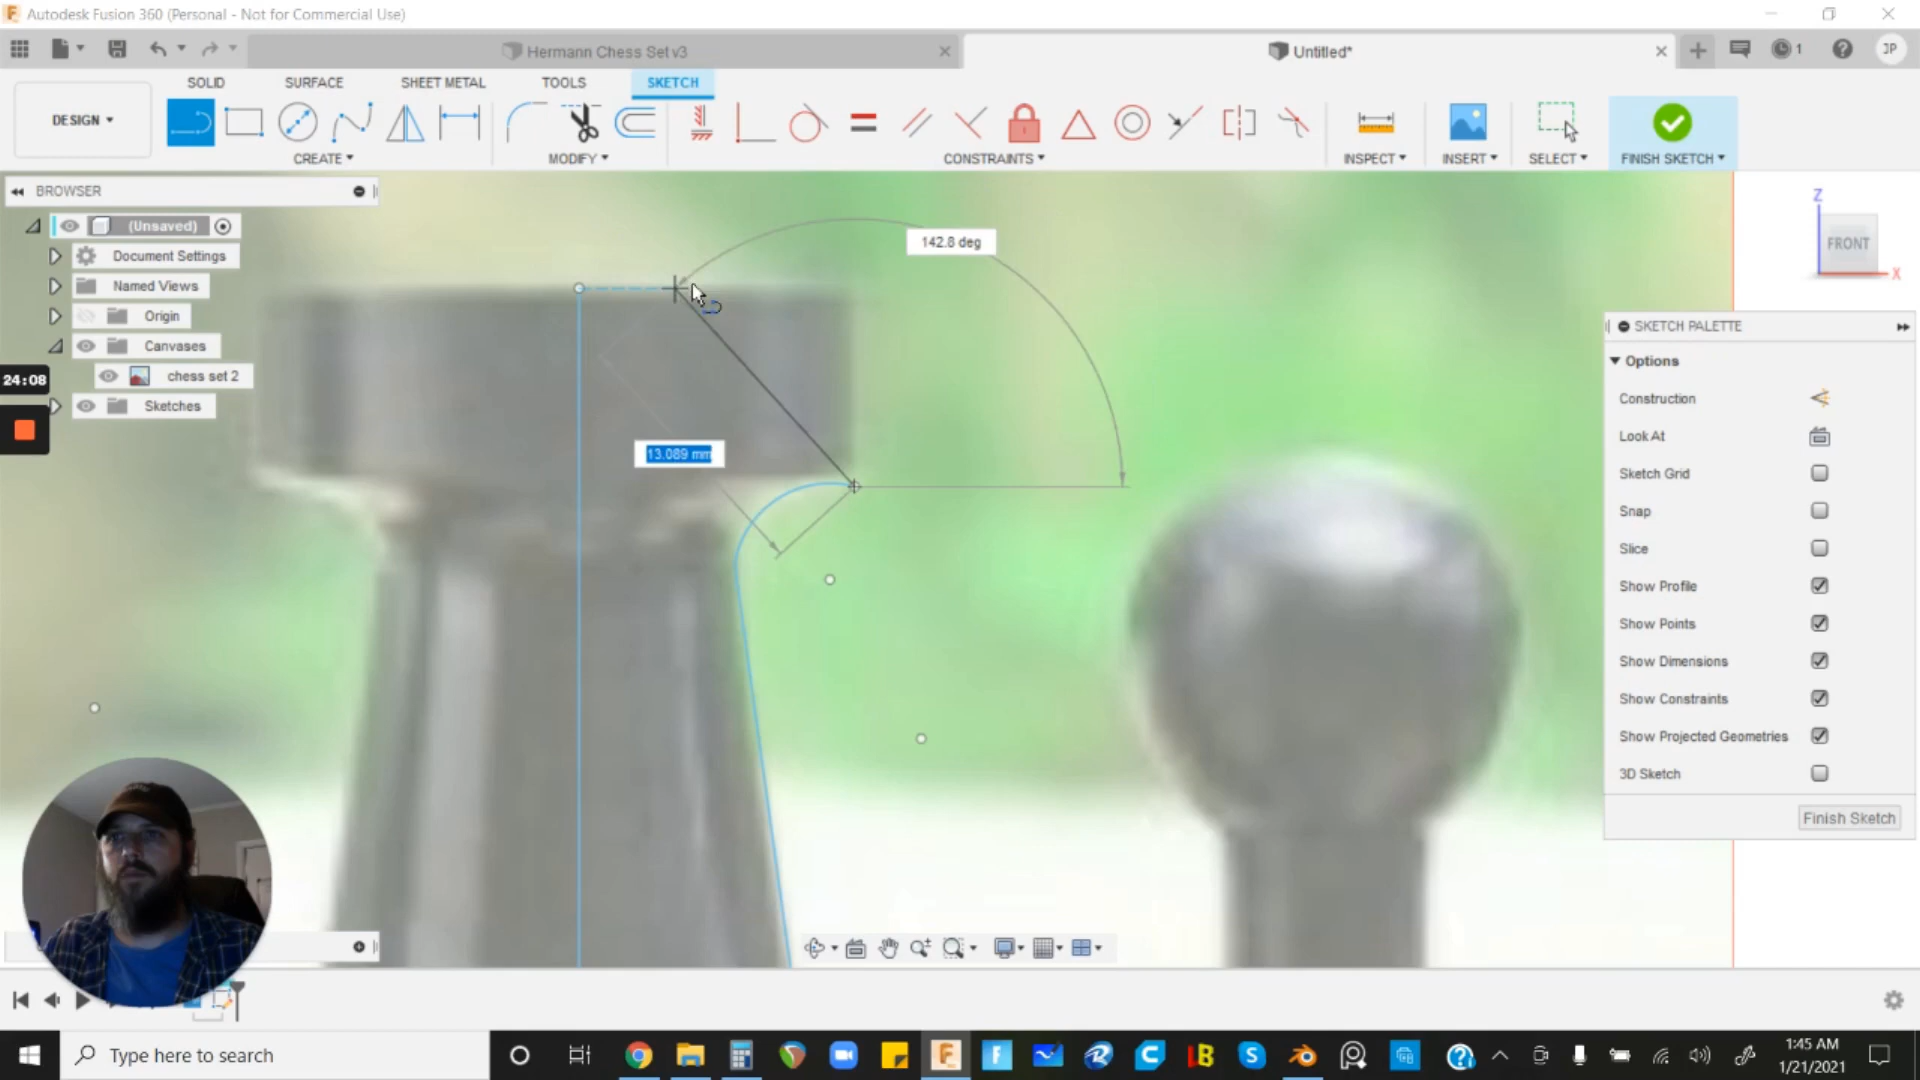 Autodesk Fusion 360 (Personal - Not for Commercial Use)
Hermann Chess Set v3
Untitled*
1
JP
SOLID
SURFACE
SHEET METAL
TOOLS
SKETCH
DESIGN
CREATE
MODIFY
CONSTRAINTS
INSPECT
INSERT
SELECT
FINISH SKETCH
BROWSER
(Unsaved)
Document Settings
Named Views
Origin
Canvases
chess set 2
Sketches
24:08
142.8 deg
13.089 mm
Z
FRONT
X
SKETCH PALETTE
Options
Construction
Look At
Sketch Grid
Snap
Slice
Show Profile
Show Points
Show Dimensions
Show Constraints
Show Projected Geometries
3D Sketch
Finish Sketch
Type here to search
1:45 AM
1/21/2021